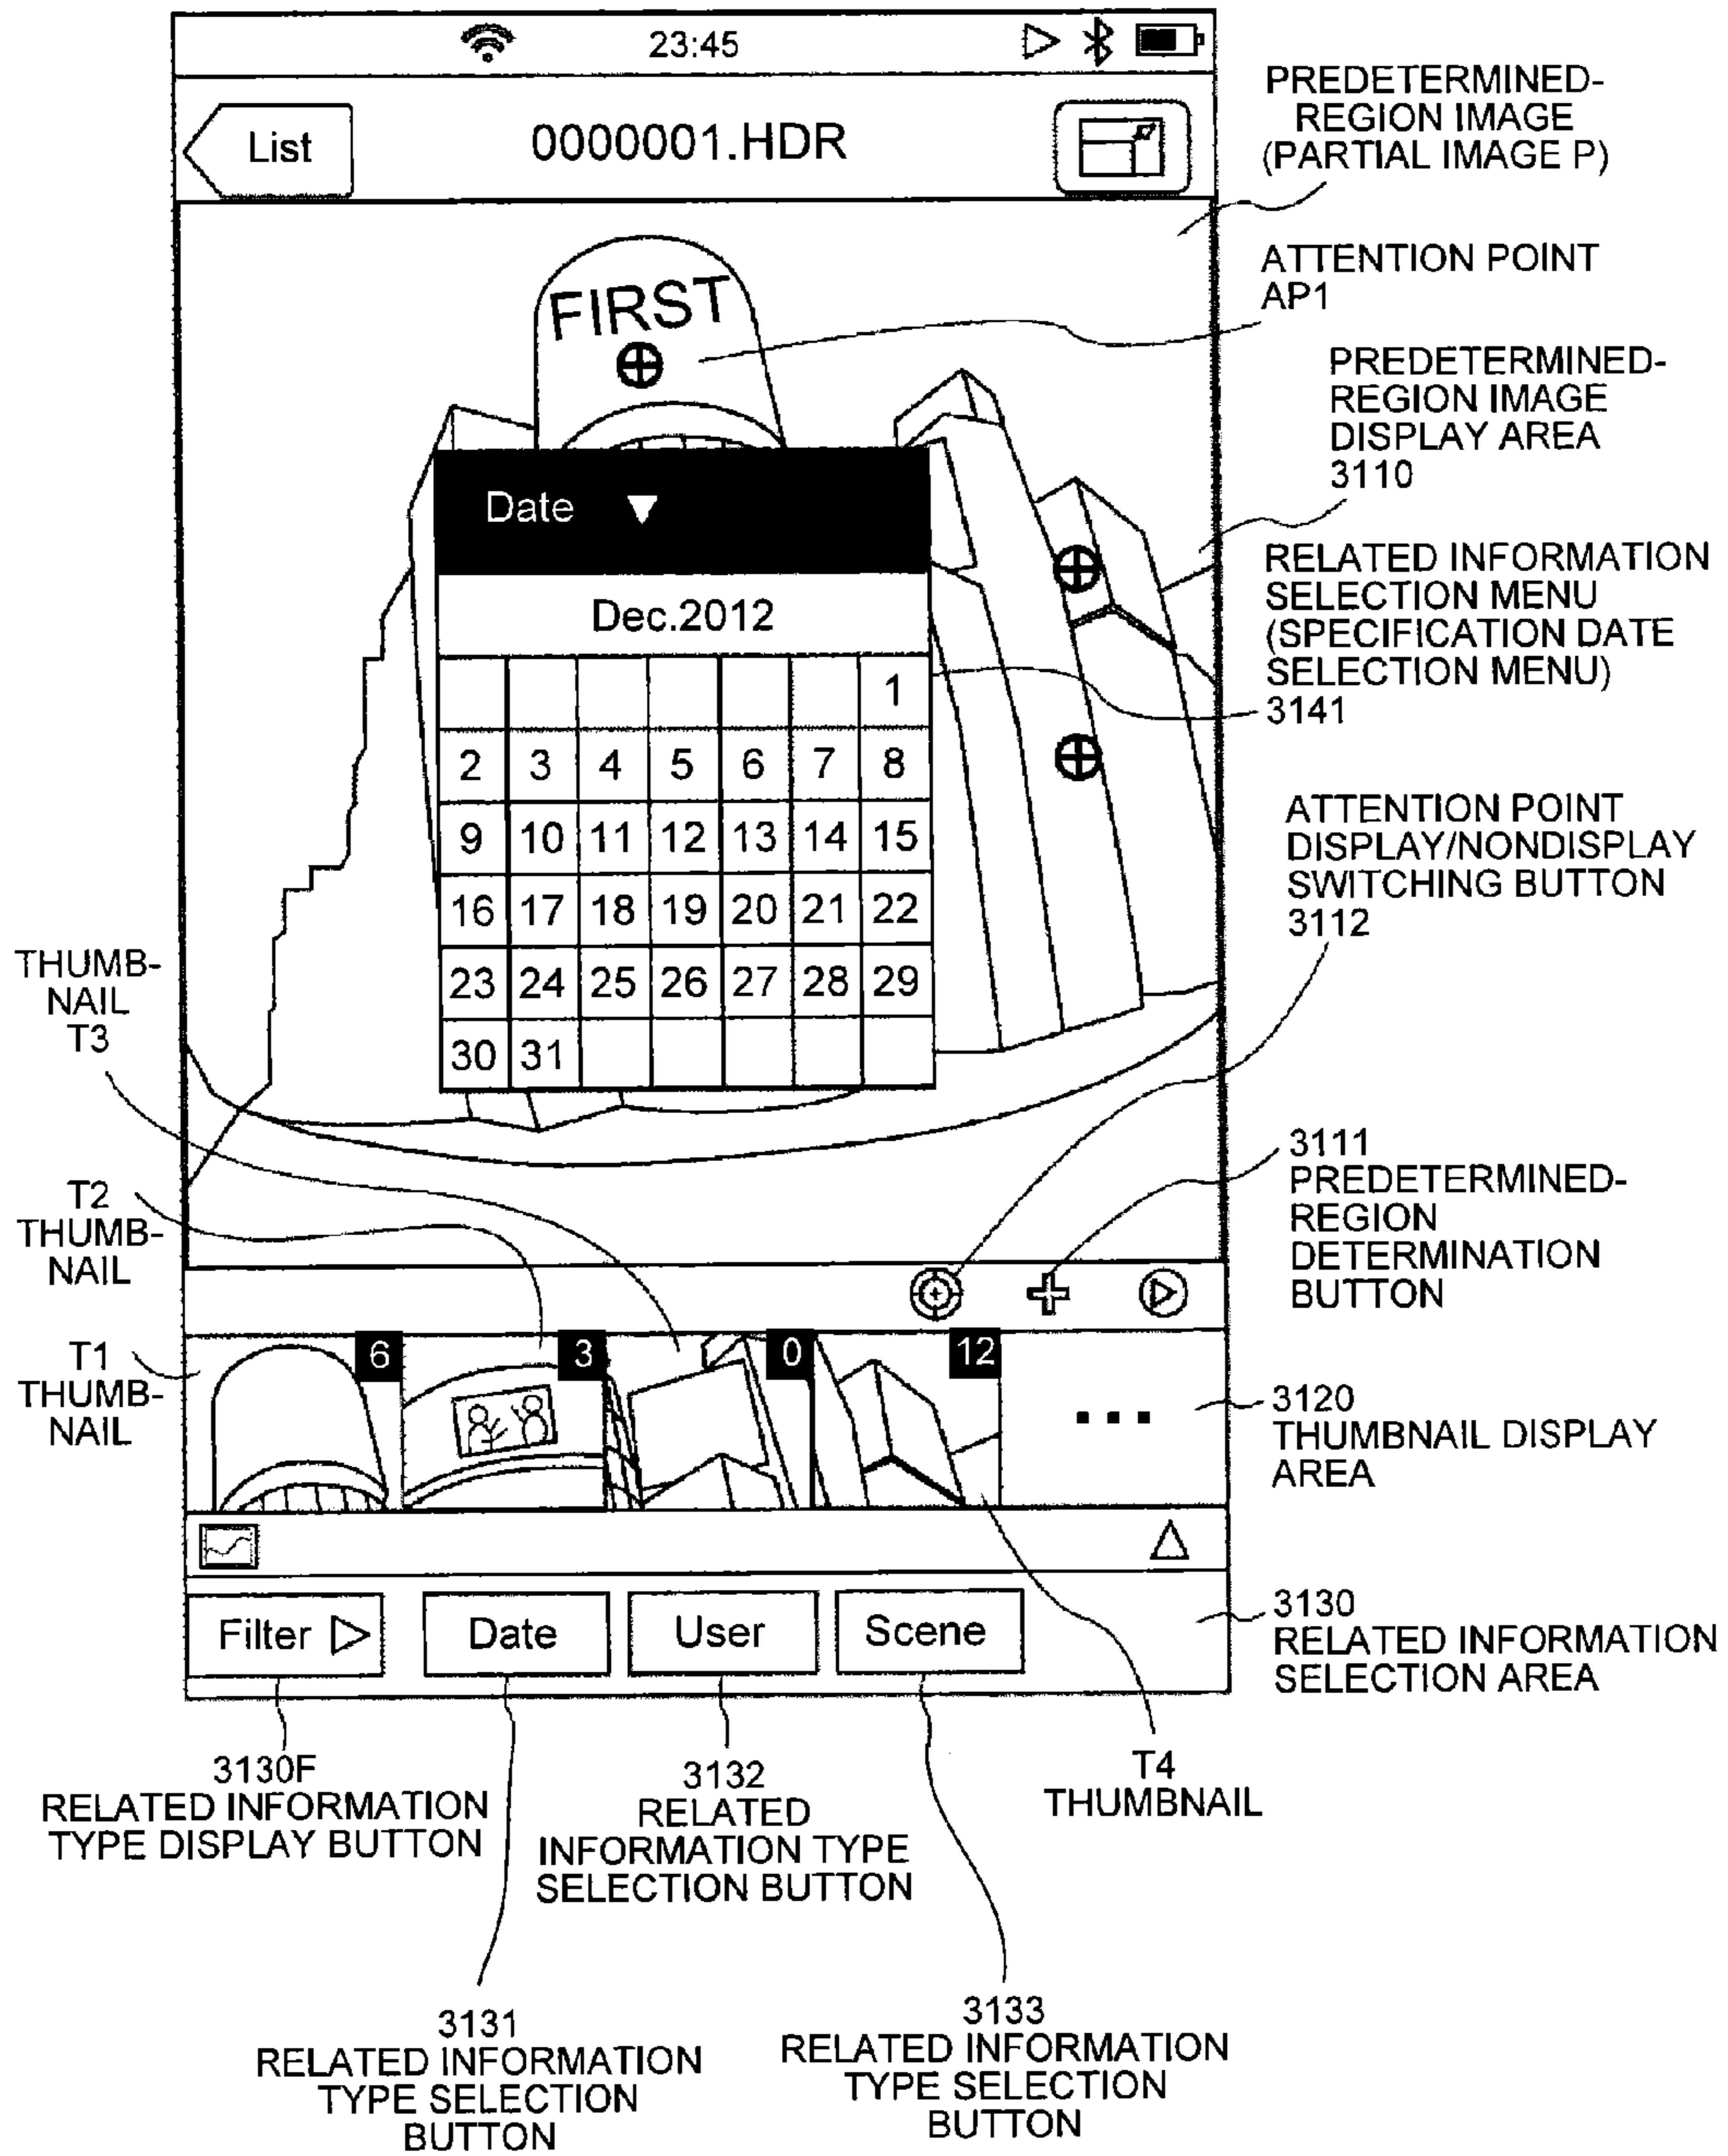 23:45
List
0000001.HDR
PREDETERMINED-
REGION IMAGE
(PARTIAL IMAGE P)
FIRST
ATTENTION POINT
AP1
PREDETERMINED-
REGION IMAGE
DISPLAY AREA
3110
Date
Dec.2012
1
2 3 4 5 6 7 8
9 10 11 12 13 14 15
16 17 18 19 20 21 22
23 24 25 26 27 28 29
30 31
RELATED INFORMATION
SELECTION MENU
(SPECIFICATION DATE
SELECTION MENU)
3141
ATTENTION POINT
DISPLAY/NONDISPLAY
SWITCHING BUTTON
3112
THUMB-
NAIL
T3
T2
THUMB-
NAIL
3111
PREDETERMINED-
REGION
DETERMINATION
BUTTON
T1
THUMB-
NAIL
6
3
0
12
...
3120
THUMBNAIL DISPLAY
AREA
Filter
Date
User
Scene
3130
RELATED INFORMATION
SELECTION AREA
3130F
RELATED INFORMATION
TYPE DISPLAY BUTTON
3132
RELATED
INFORMATION TYPE
SELECTION BUTTON
T4
THUMBNAIL
3131
RELATED INFORMATION
TYPE SELECTION
BUTTON
3133
RELATED INFORMATION
TYPE SELECTION
BUTTON